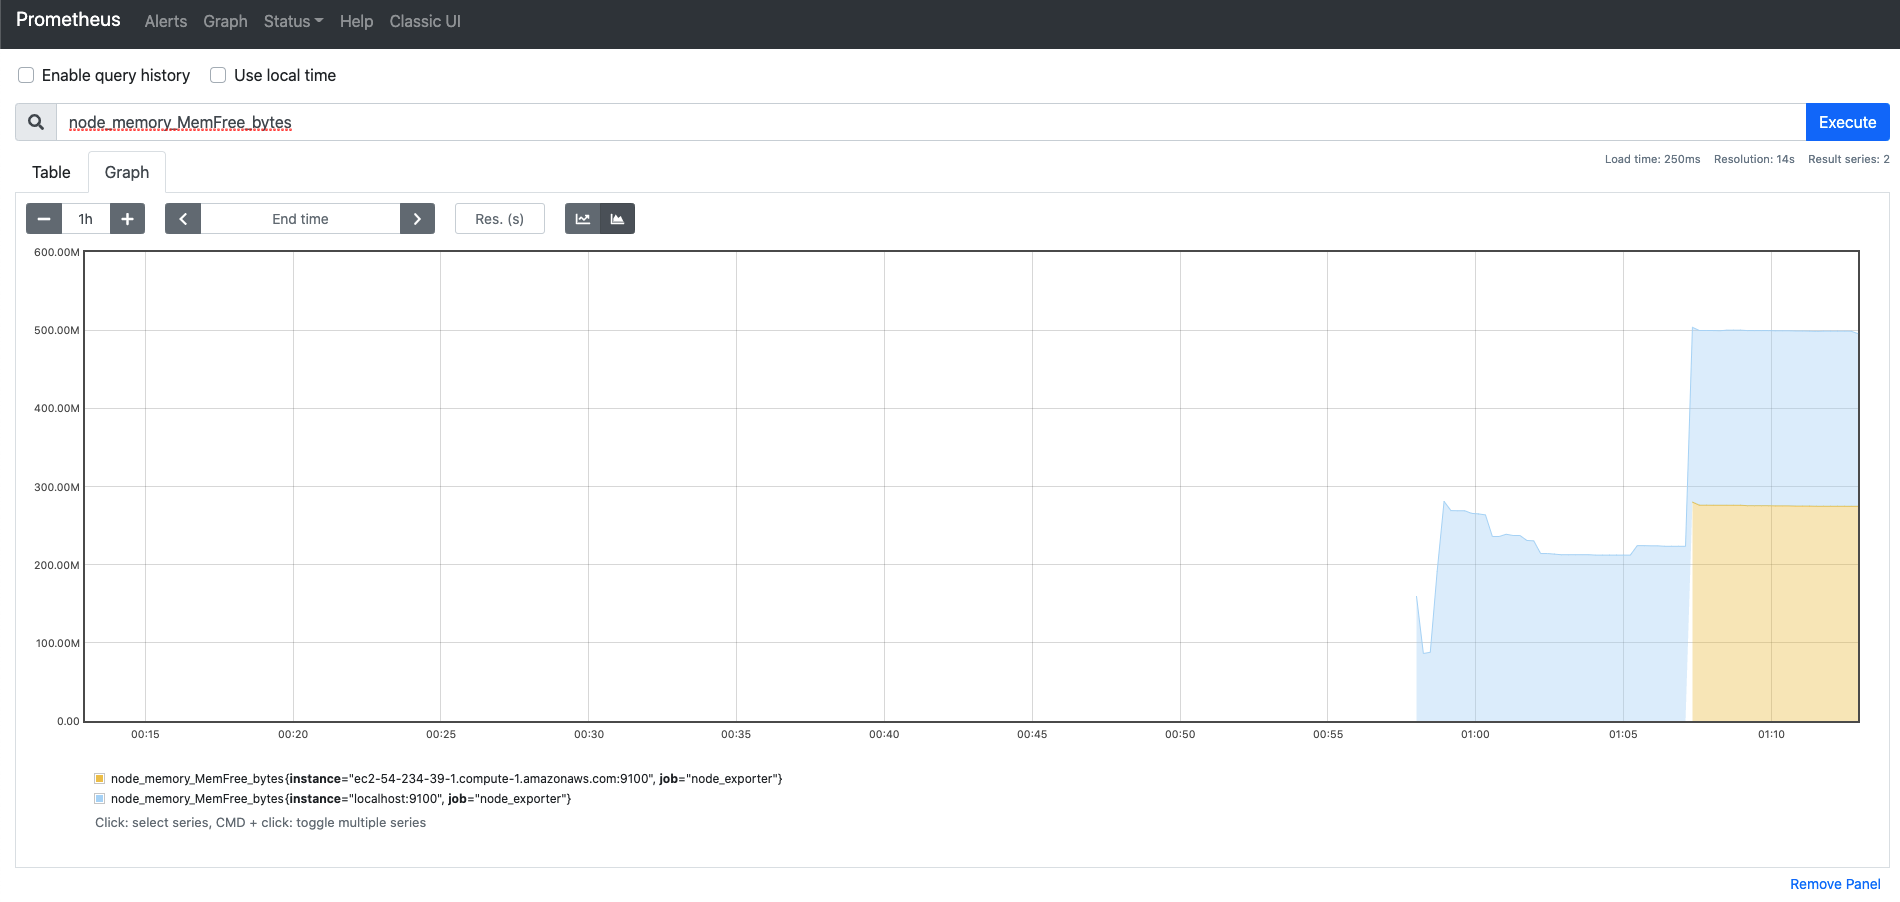 Prometheus Alerts Graph Status Help Classic UI
Enable query history Use local time
node_memory_MemFree_bytes Execute
Load time: 250ms Resolution: 14s Result series: 2
Table Graph
1h End time Res. (s)
600.00M
500.00M
400.00M
300.00M
200.00M
100.00M
0.00
00:15 00:20 00:25 00:30 00:35 00:40 00:45 00:50 00:55 01:00 01:05 01:10
node_memory_MemFree_bytes{instance="ec2-54-234-39-1.compute-1.amazonaws.com:9100", job="node_exporter"}
node_memory_MemFree_bytes{instance="localhost:9100", job="node_exporter"}
Click: select series, CMD + click: toggle multiple series
Remove Panel